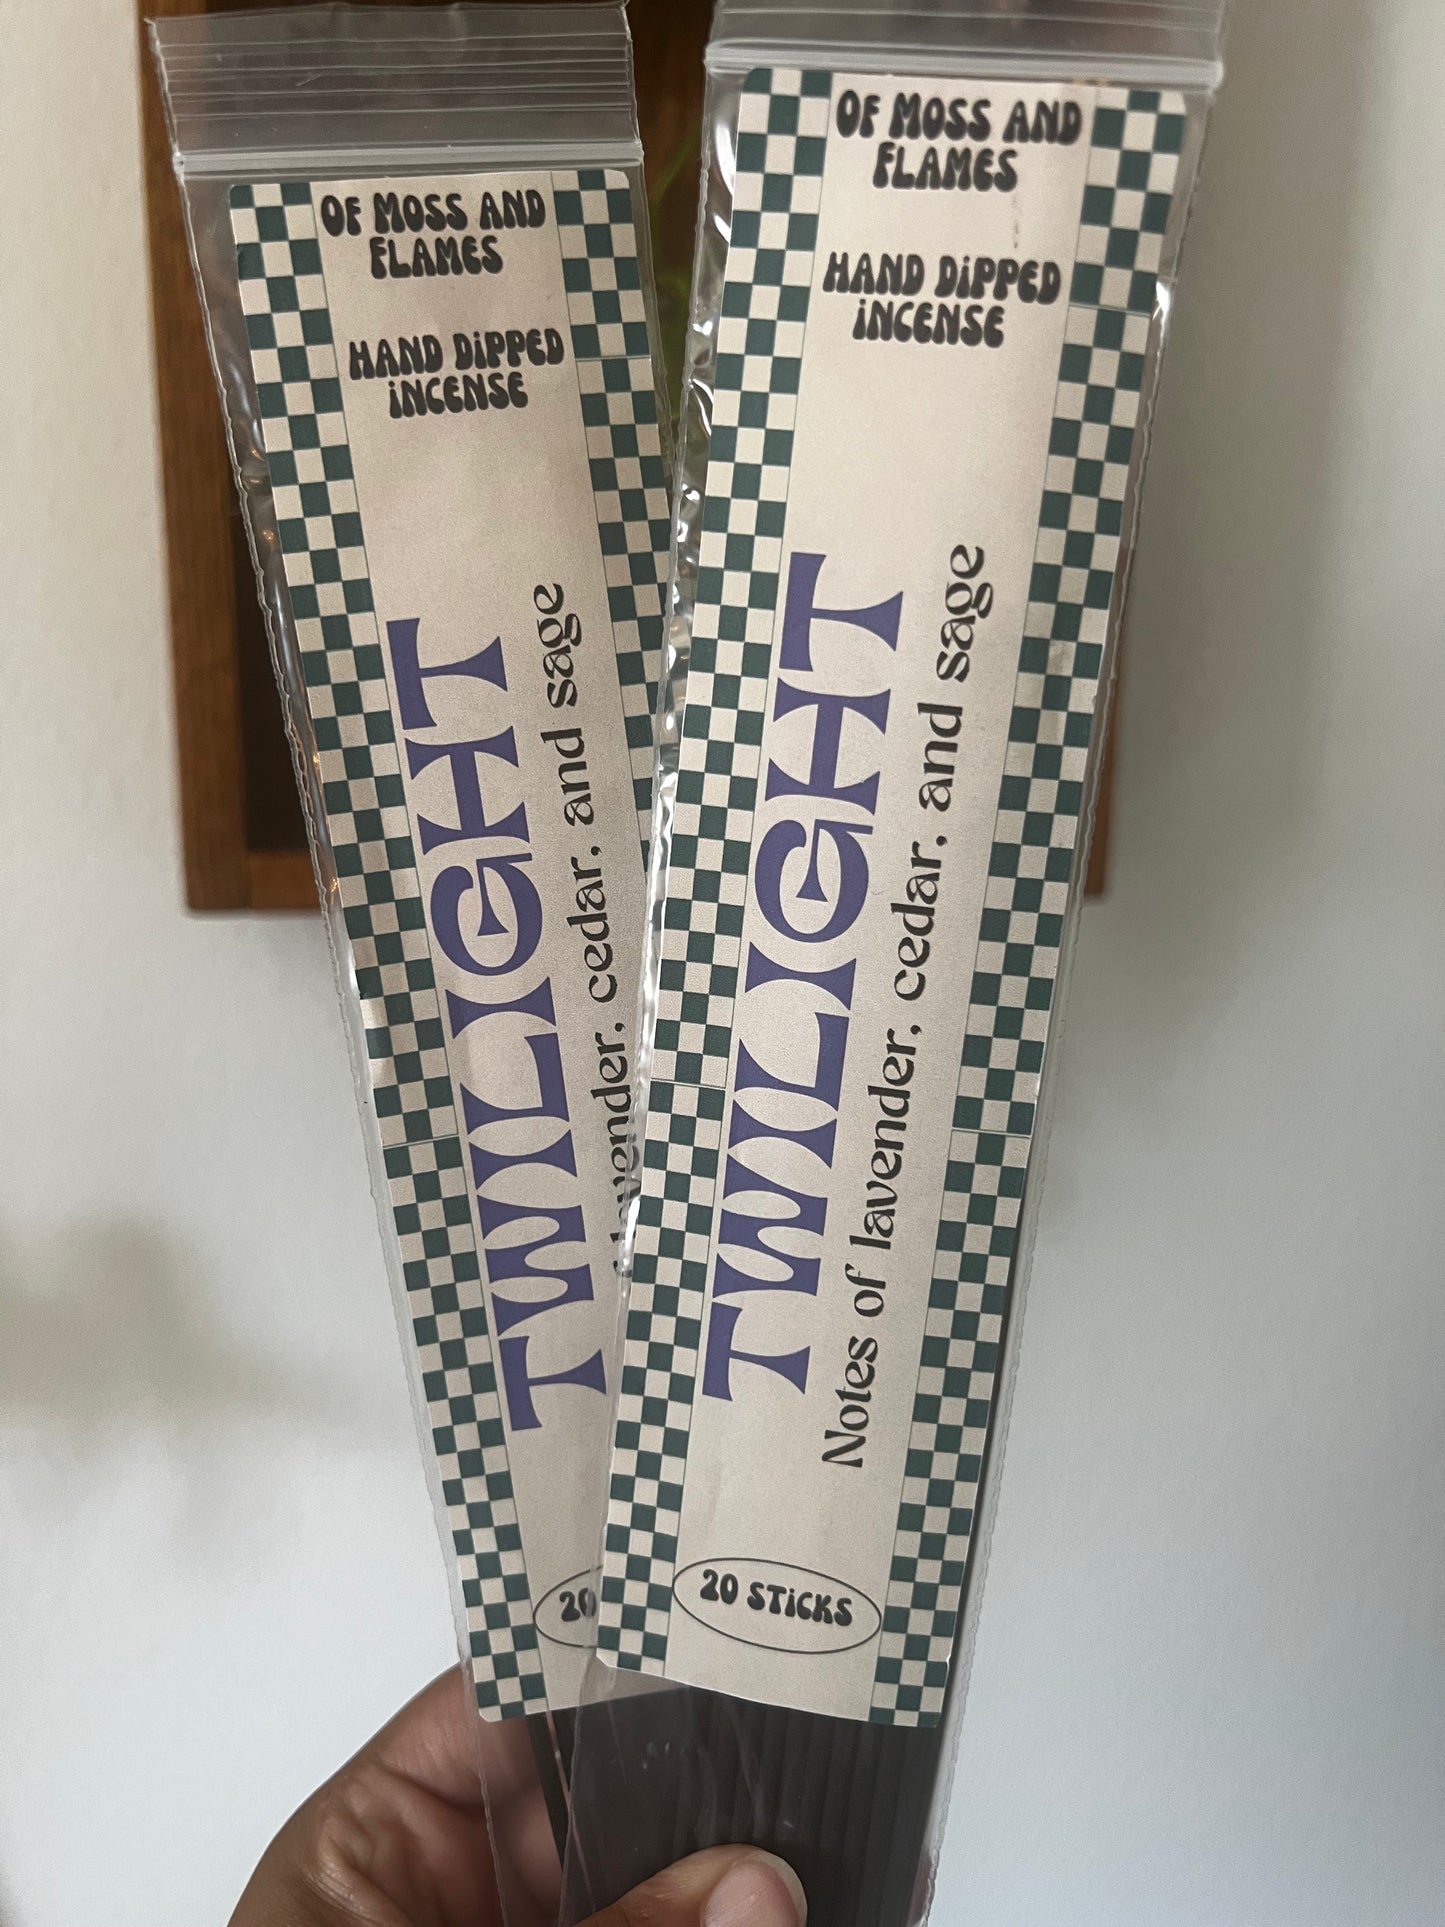 OF MOSS AND
FLAMES
HAND DiPPED
iNCENSE
TWILIGHT
lavender, cedar, and sage
20
OF MOSS AND
FLAMES
HAND DiPPED
iNCENSE
TWILIGHT
Notes of lavender, cedar, and sage
20 STiCKS